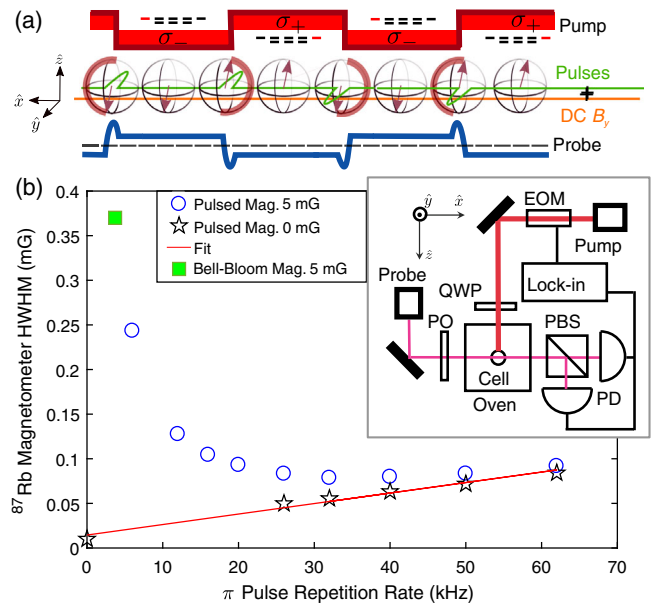 (a)
Pump
σ₋ σ₊ σ₋ σ₊
ẑ
x̂
ŷ
Pulses
+
DC B_y
Probe
(b)
0.4
0.35
0.3
0.25
0.2
0.15
0.1
0.05
0
⁸⁷Rb Magnetometer HWHM (mG)
Pulsed Mag. 5 mG
Pulsed Mag. 0 mG
Fit
Bell-Bloom Mag. 5 mG
ŷ x̂
ẑ
EOM
Pump
Probe
QWP
Lock-in
PO
PBS
Cell
PD
Oven
0 10 20 30 40 50 60 70
π Pulse Repetition Rate (kHz)